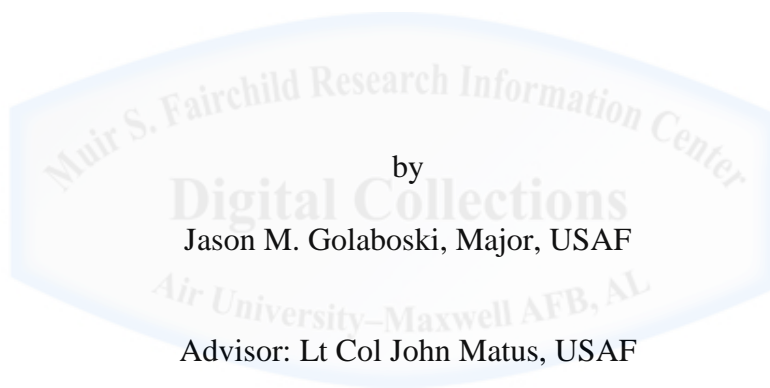 Muir S. Fairchild Research Information Center
by
Digital Collections
Jason M. Golaboski, Major, USAF
Air University–Maxwell AFB, AL
Advisor: Lt Col John Matus, USAF